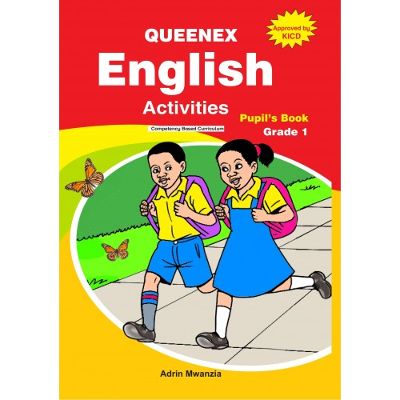 QUEENEX
Approved by
KICD
English
Activities
Competency Based Curriculum
Pupil's Book
Grade 1
Adrin Mwanzia